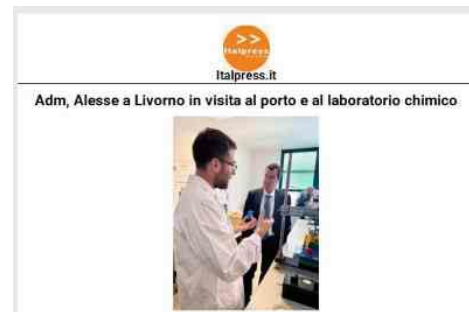 >>
Italpress
Italpress.it
Adm, Alesse a Livorno in visita al porto e al laboratorio chimico